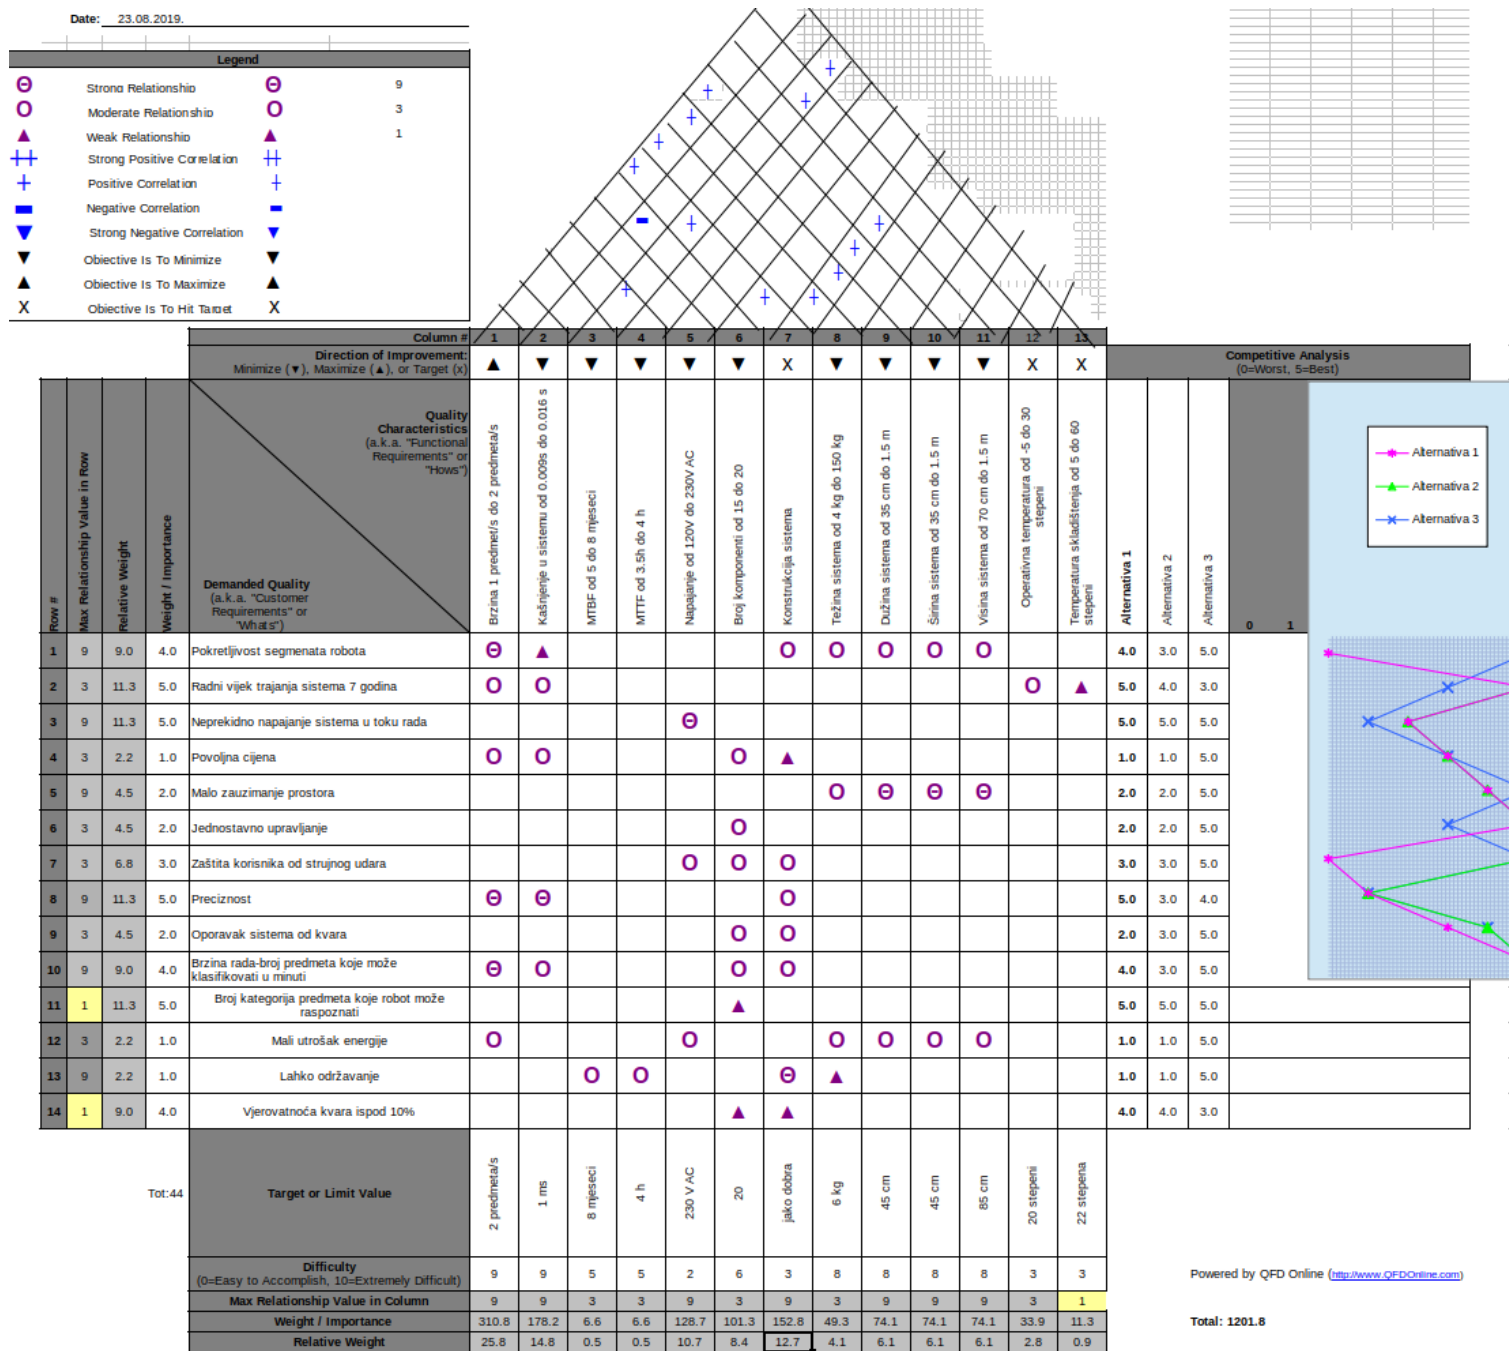 Date: 23.08.2019.
Legend
Θ Strong Relationship Θ 9
Ο Moderate Relationship Ο 3
▲ Weak Relationship ▲ 1
╂╂ Strong Positive Correlation ╂╂
┼ Positive Correlation ┼
▬ Negative Correlation ▬
▼ Strong Negative Correlation ▼
▼ Objective Is To Minimize ▼
▲ Objective Is To Maximize ▲
X Objective Is To Hit Target X
Column # 1 2 3 4 5 6 7 8 9 10 11 12 13
Direction of Improvement:
Minimize (▼), Maximize (▲), or Target (x)
▲ ▼ ▼ ▼ ▼ ▼ X ▼ ▼ ▼ ▼ X X
Competitive Analysis
(0=Worst, 5=Best)
Row #
Max Relationship Value in Row
Relative Weight
Weight / Importance
Quality
Characteristics
(a.k.a. "Functional
Requirements" or
"Hows")
Demanded Quality
(a.k.a. "Customer
Requirements" or
"Whats")
Brzina 1 predmet/s do 2 predmeta/s
Kašnjenje u sistemu od 0.009s do 0.016 s
MTBF od 5 do 8 mjeseci
MTTF od 3.5h do 4 h
Napajanje od 120V do 230V AC
Broj komponenti od 15 do 20
Konstrukcija sistema
Težina sistema od 4 kg do 150 kg
Dužina sistema od 35 cm do 1.5 m
Širina sistema od 35 cm do 1.5 m
Visina sistema od 70 cm do 1.5 m
Operativna temperatura od -5 do 30
stepeni
Temperatura skladištenja od 5 do 60
stepeni
Alternativa 1
Alternativa 2
Alternativa 3
0 1
Alternativa 1
Alternativa 2
Alternativa 3
1 9 9.0 4.0 Pokretljivost segmenata robota Θ ▲ Ο Ο Ο Ο Ο 4.0 3.0 5.0
2 3 11.3 5.0 Radni vijek trajanja sistema 7 godina Ο Ο Ο ▲ 5.0 4.0 3.0
3 9 11.3 5.0 Neprekidno napajanje sistema u toku rada Θ 5.0 5.0 5.0
4 3 2.2 1.0 Povoljna cijena Ο Ο Ο ▲ 1.0 1.0 5.0
5 9 4.5 2.0 Malo zauzimanje prostora Ο Θ Θ Θ 2.0 2.0 5.0
6 3 4.5 2.0 Jednostavno upravljanje Ο 2.0 2.0 5.0
7 3 6.8 3.0 Zaštita korisnika od strujnog udara Ο Ο Ο 3.0 3.0 5.0
8 9 11.3 5.0 Preciznost Θ Θ Ο 5.0 3.0 4.0
9 3 4.5 2.0 Oporavak sistema od kvara Ο Ο 2.0 3.0 5.0
10 9 9.0 4.0 Brzina rada-broj predmeta koje može
klasifikovati u minuti Θ Ο Ο Ο 4.0 3.0 5.0
11 1 11.3 5.0 Broj kategorija predmeta koje robot može
raspoznati ▲ 5.0 5.0 5.0
12 3 2.2 1.0 Mali utrošak energije Ο Ο Ο Ο Ο Ο 1.0 1.0 5.0
13 9 2.2 1.0 Lahko održavanje Ο Ο Θ ▲ 1.0 1.0 5.0
14 1 9.0 4.0 Vjerovatnoća kvara ispod 10% ▲ ▲ 4.0 4.0 3.0
Tot:44
Target or Limit Value
2 predmeta/s
1 ms
8 mjeseci
4 h
230 V AC
20
jako dobra
6 kg
45 cm
45 cm
85 cm
20 stepeni
22 stepena
Difficulty
(0=Easy to Accomplish, 10=Extremely Difficult)
9 9 5 5 2 6 3 8 8 8 8 3 3
Powered by QFD Online (http://www.QFDOnline.com)
Max Relationship Value in Column 9 9 3 3 9 3 9 3 9 9 9 3 1
Weight / Importance 310.8 178.2 6.6 6.6 128.7 101.3 152.8 49.3 74.1 74.1 74.1 33.9 11.3
Total: 1201.8
Relative Weight 25.8 14.8 0.5 0.5 10.7 8.4 12.7 4.1 6.1 6.1 6.1 2.8 0.9